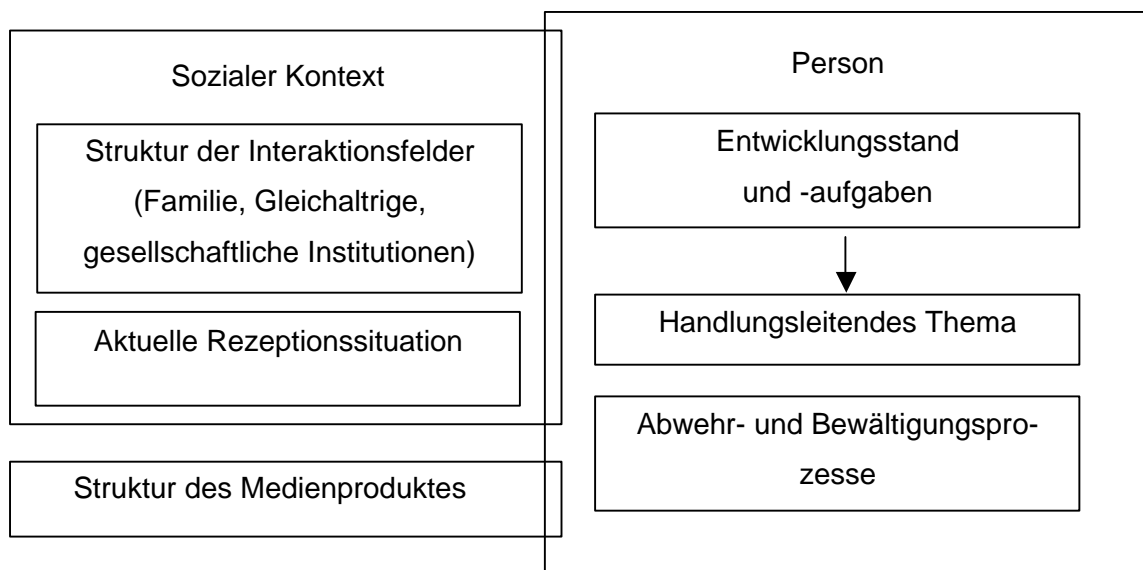 Sozialer Kontext
Struktur der Interaktionsfelder
(Familie, Gleichaltrige,
gesellschaftliche Institutionen)
Aktuelle Rezeptionssituation
Struktur des Medienproduktes
Person
Entwicklungsstand
und -aufgaben
Handlungsleitendes Thema
Abwehr- und Bewältigungspro-
zesse